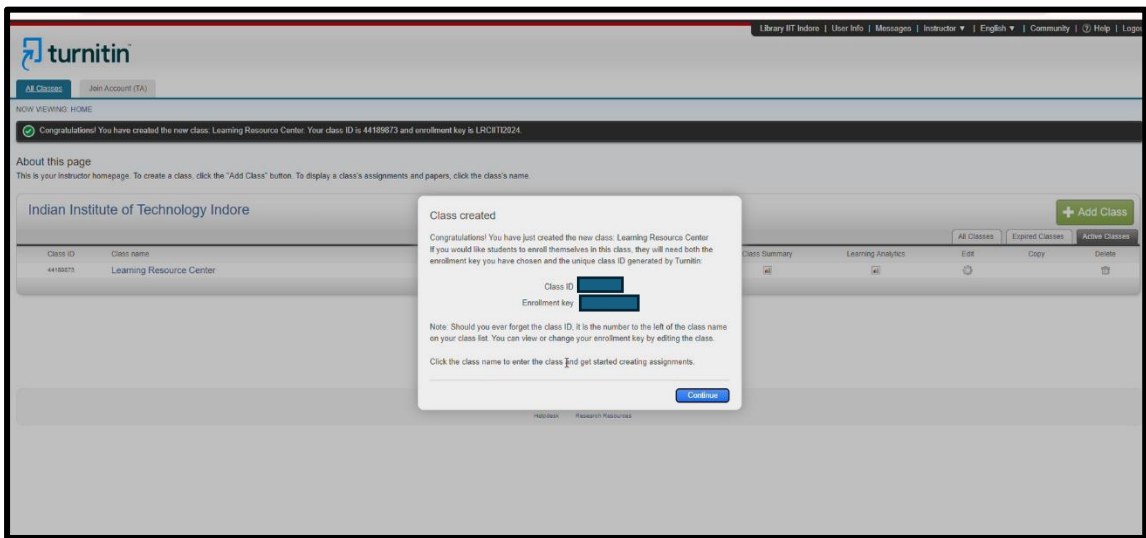 Library IIT Indore | User Info | Messages | Instructor ▼ | English ▼ | Community | ? Help | Logou
turnitin
All Classes
Join Account (TA)
NOW VIEWING: HOME
Congratulations! You have created the new class: Learning Resource Center. Your class ID is 44189873 and enrollment key is LRCIITI2024.
About this page
This is your instructor homepage. To create a class, click the "Add Class" button. To display a class's assignments and papers, click the class's name.
Indian Institute of Technology Indore
+ Add Class
All Classes
Expired Classes
Active Classes
Class ID
Class name
Class Summary
Learning Analytics
Edit
Copy
Delete
44189873
Learning Resource Center
Class created
Congratulations! You have just created the new class: Learning Resource Center
If you would like students to enroll themselves in this class, they will need both the
enrollment key you have chosen and the unique class ID generated by Turnitin:
Class ID
Enrollment key
Note: Should you ever forget the class ID, it is the number to the left of the class name
on your class list. You can view or change your enrollment key by editing the class.
Click the class name to enter the class and get started creating assignments.
Continue
Helpdesk
Research Resources